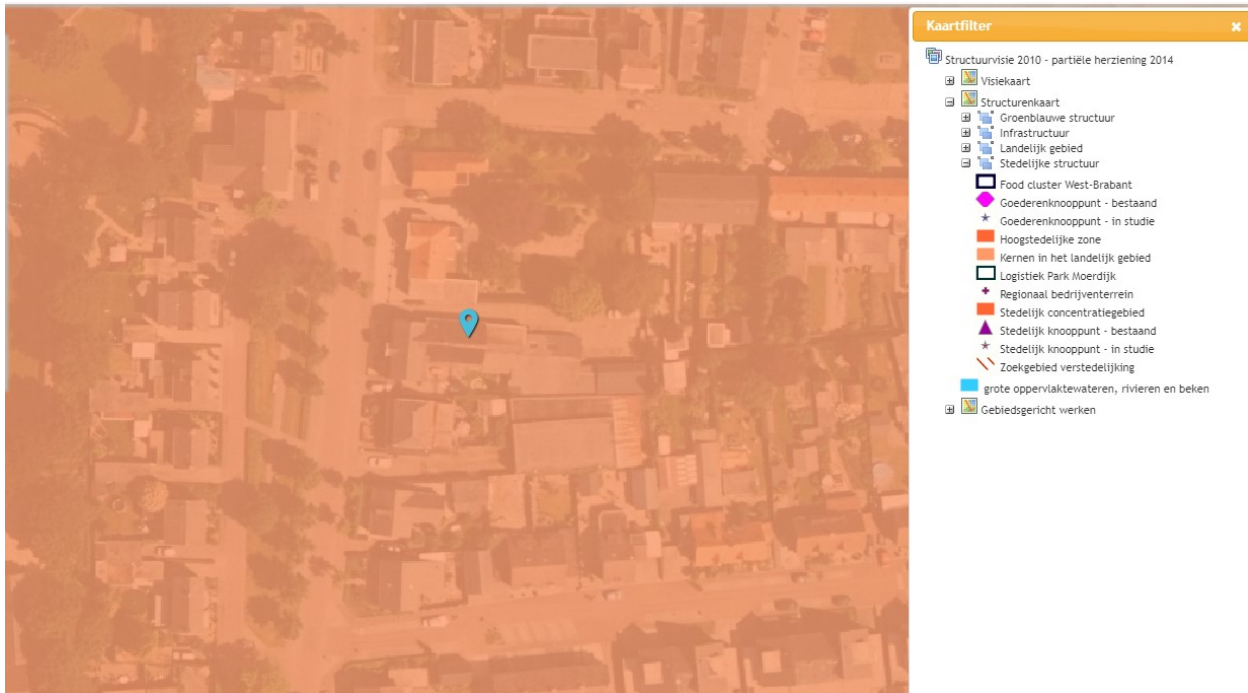 Kaartfilter
Structuurvisie 2010 - partiële herziening 2014
Visiekaart
Structurenkaart
Groenblauwe structuur
Infrastructuur
Landelijk gebied
Stedelijke structuur
Food cluster West-Brabant
Goederenknooppunt - bestaand
Goederenknooppunt - in studie
Hoogstedelijke zone
Kernen in het landelijk gebied
Logistiek Park Moerdijk
Regionaal bedrijventerrein
Stedelijk concentratiegebied
Stedelijk knooppunt - bestaand
Stedelijk knooppunt - in studie
Zoekgebied verstedelijking
grote oppervlaktewateren, rivieren en beken
Gebiedsgericht werken